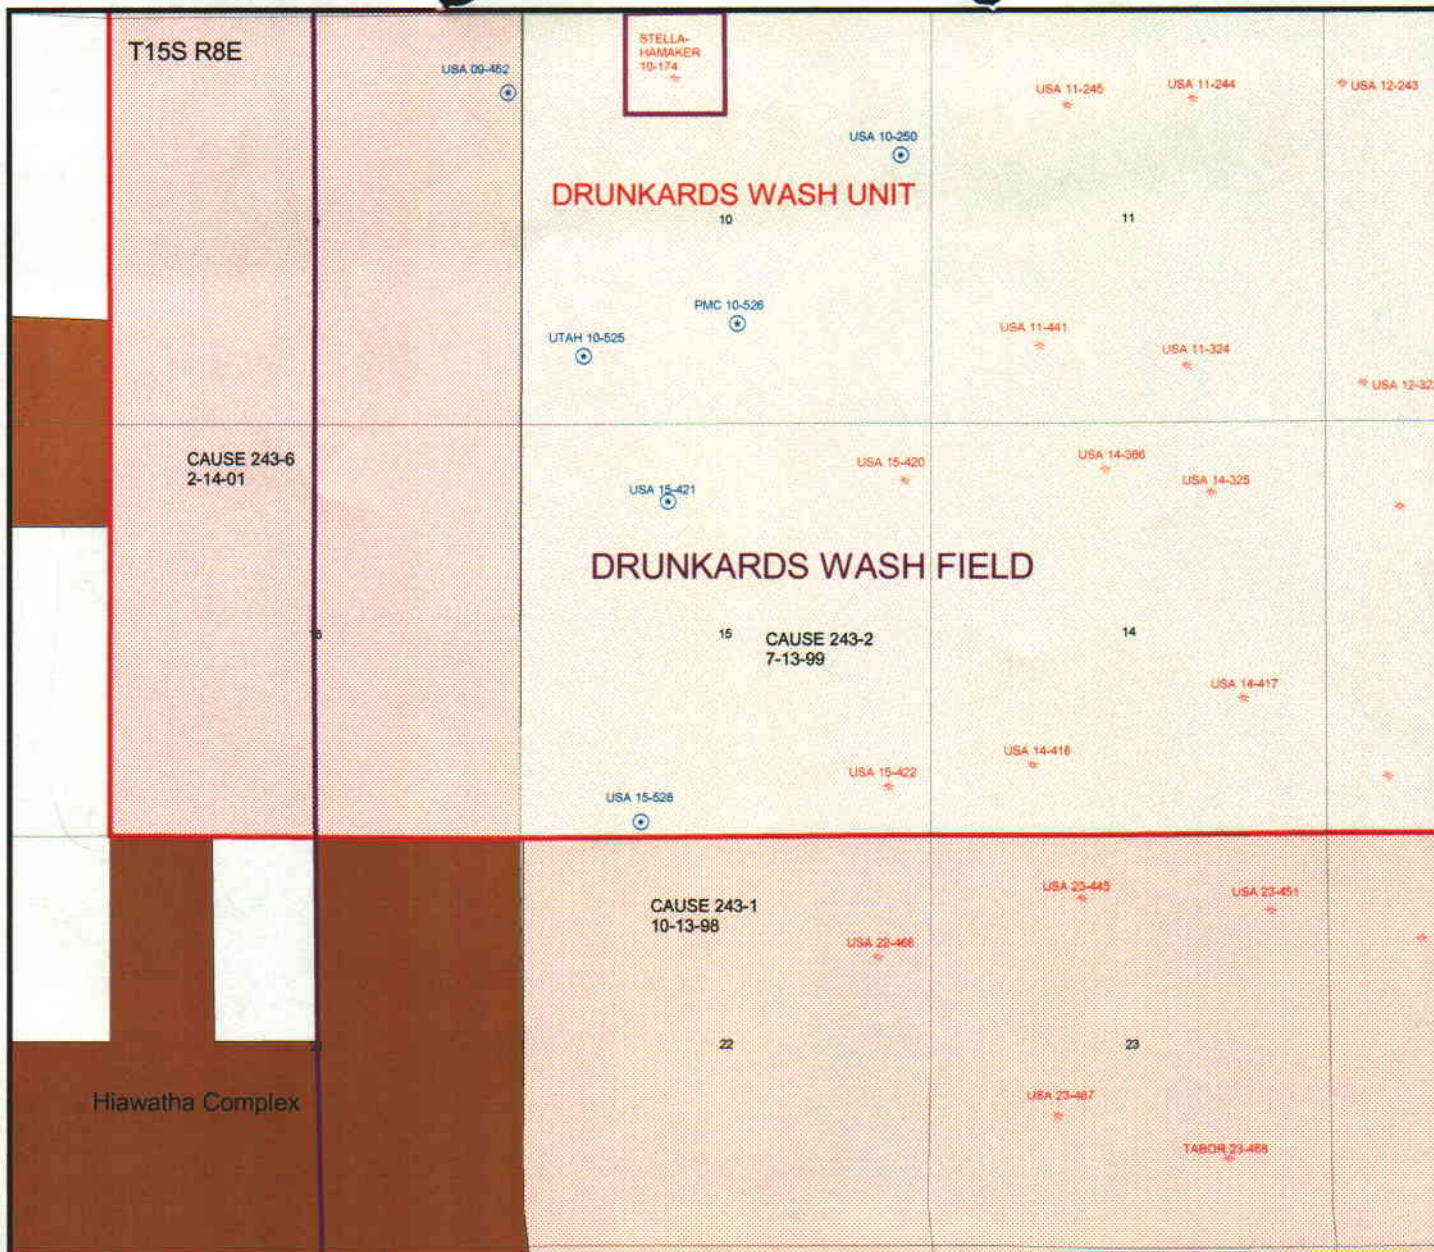 T15S R8E
USA 09-452
STELLA-
HAMAKER
10-174
USA 11-245
USA 11-244
USA 12-243
USA 10-250
DRUNKARDS WASH UNIT
10
11
PMC 10-526
UTAH 10-525
USA 11-441
USA 11-324
CAUSE 243-6
2-14-01
USA 15-420
USA 14-386
USA 14-325
USA 15-421
DRUNKARDS WASH FIELD
16
15
CAUSE 243-2
7-13-99
14
USA 14-417
USA 14-416
USA 15-422
USA 15-526
CAUSE 243-1
10-13-98
USA 23-445
USA 23-451
USA 22-466
22
23
Hiawatha Complex
USA 23-467
TABOR 23-468